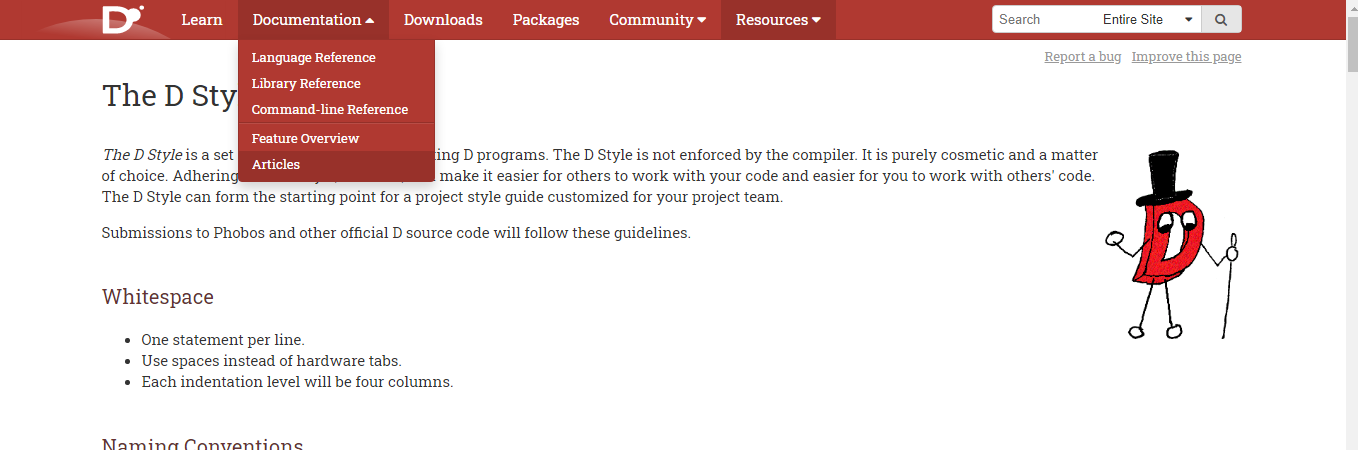 D Learn Documentation Downloads Packages Community Resources Search Entire Site
Language Reference
Library Reference
Command-line Reference
Feature Overview
Articles
Report a bug Improve this page
The D Sty
The D Style is a set ing D programs. The D Style is not enforced by the compiler. It is purely cosmetic and a matter
of choice. Adhering make it easier for others to work with your code and easier for you to work with others' code.
The D Style can form the starting point for a project style guide customized for your project team.
Submissions to Phobos and other official D source code will follow these guidelines.
D
Whitespace
• One statement per line.
• Use spaces instead of hardware tabs.
• Each indentation level will be four columns.
Naming Conventions